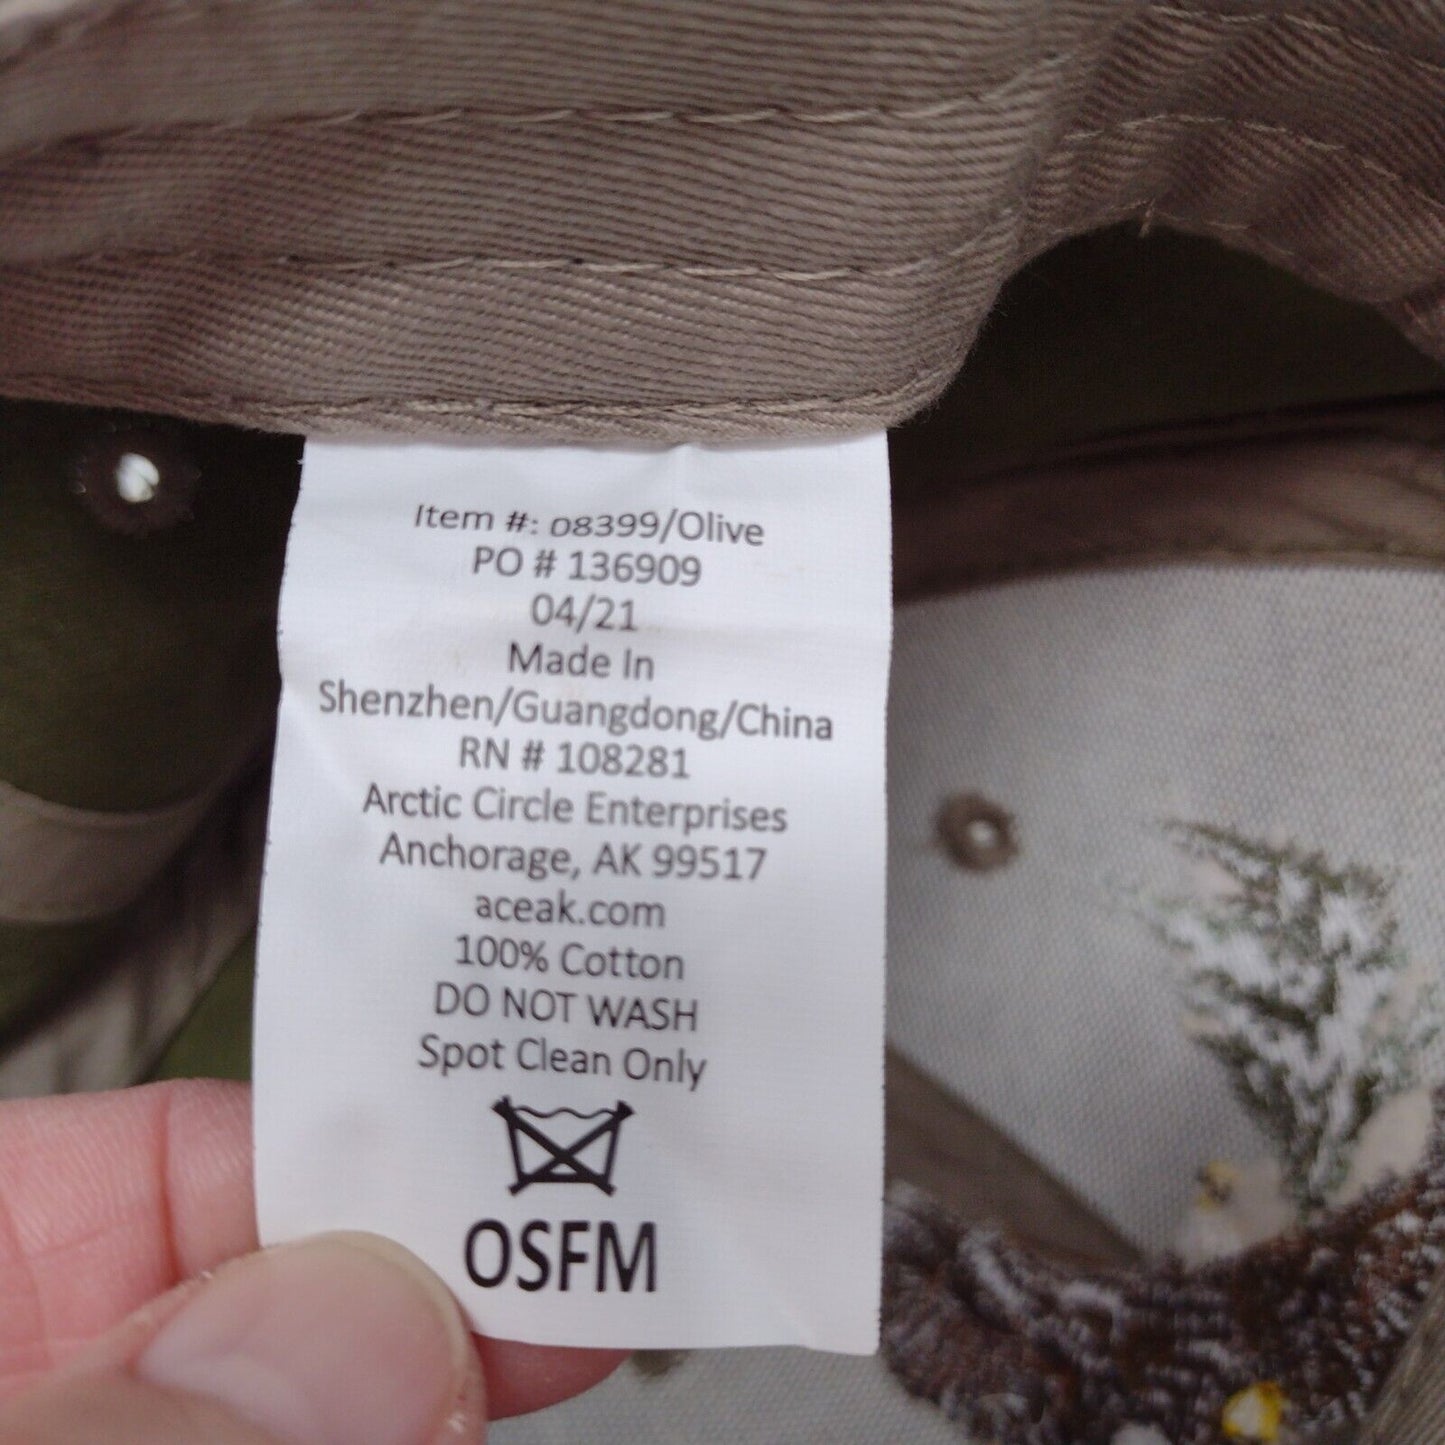 Item #: 08399/Olive
PO # 136909
04/21
Made In
Shenzhen/Guangdong/China
RN # 108281
Arctic Circle Enterprises
Anchorage, AK 99517
aceak.com
100% Cotton
DO NOT WASH
Spot Clean Only
OSFM